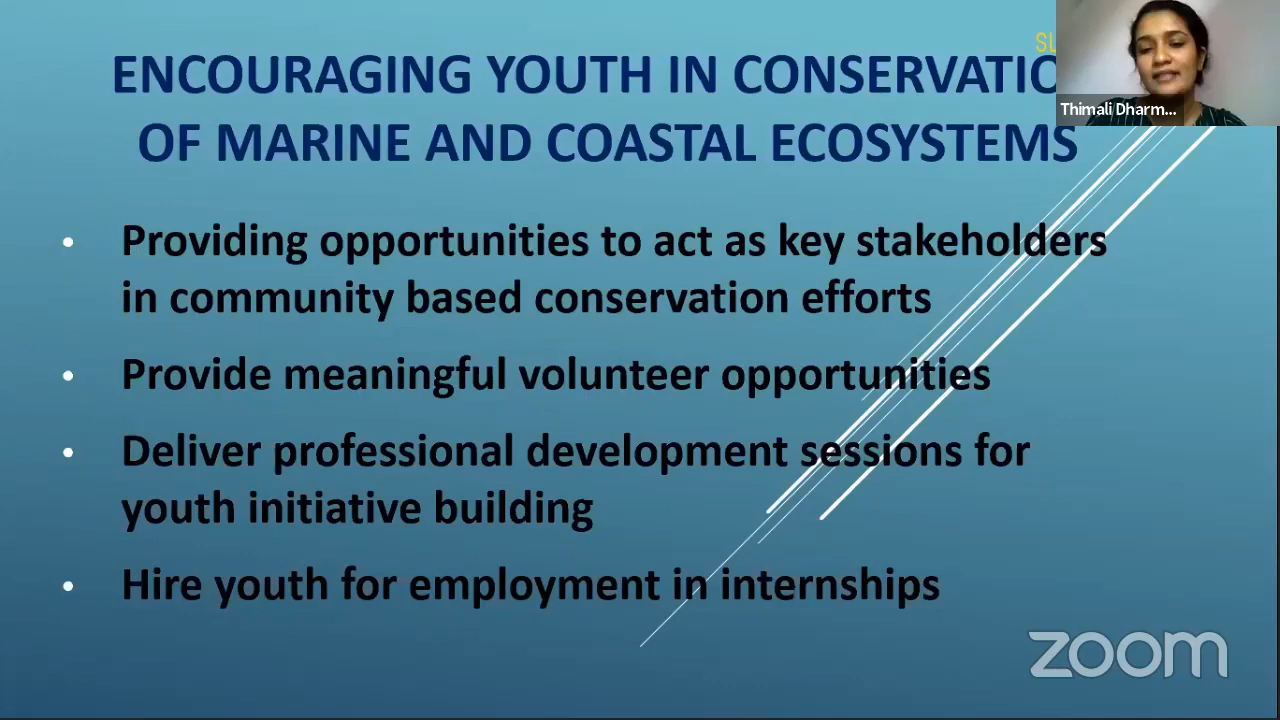 ENCOURAGING YOUTH IN CONSERVATIO
OF MARINE AND COASTAL ECOSYSTEMS
SL
Thimali Dharm...
• Providing opportunities to act as key stakeholders
in community based conservation efforts
• Provide meaningful volunteer opportunities
• Deliver professional development sessions for
youth initiative building
• Hire youth for employment in internships
zoom